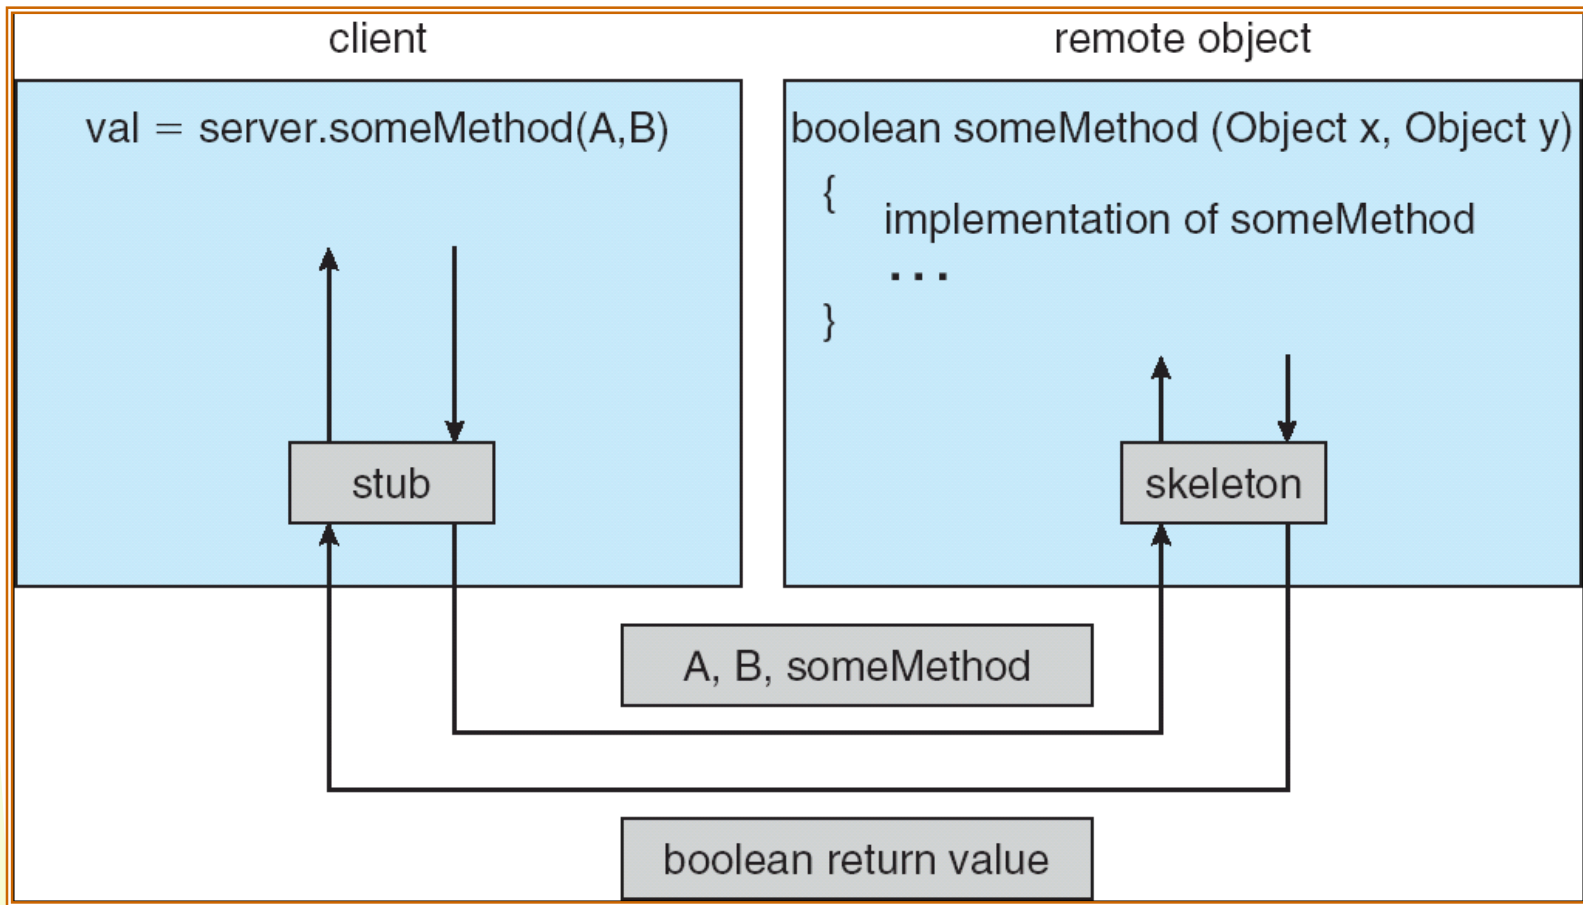 client
remote object
val = server.someMethod(A,B)
boolean someMethod (Object x, Object y)
{
implementation of someMethod
...
}
stub
skeleton
A, B, someMethod
boolean return value